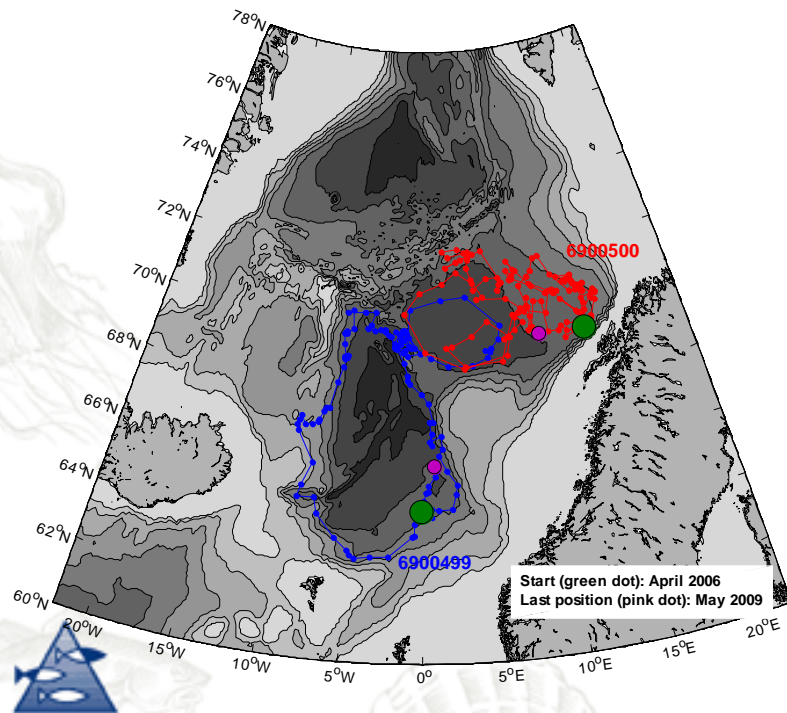 78°N
76°N
74°N
72°N
70°N
68°N
66°N
64°N
62°N
60°N
6900500
6900499
Start (green dot): April 2006
Last position (pink dot): May 2009
20°W
15°W
10°W
5°W
0°
5°E
10°E
15°E
20°E